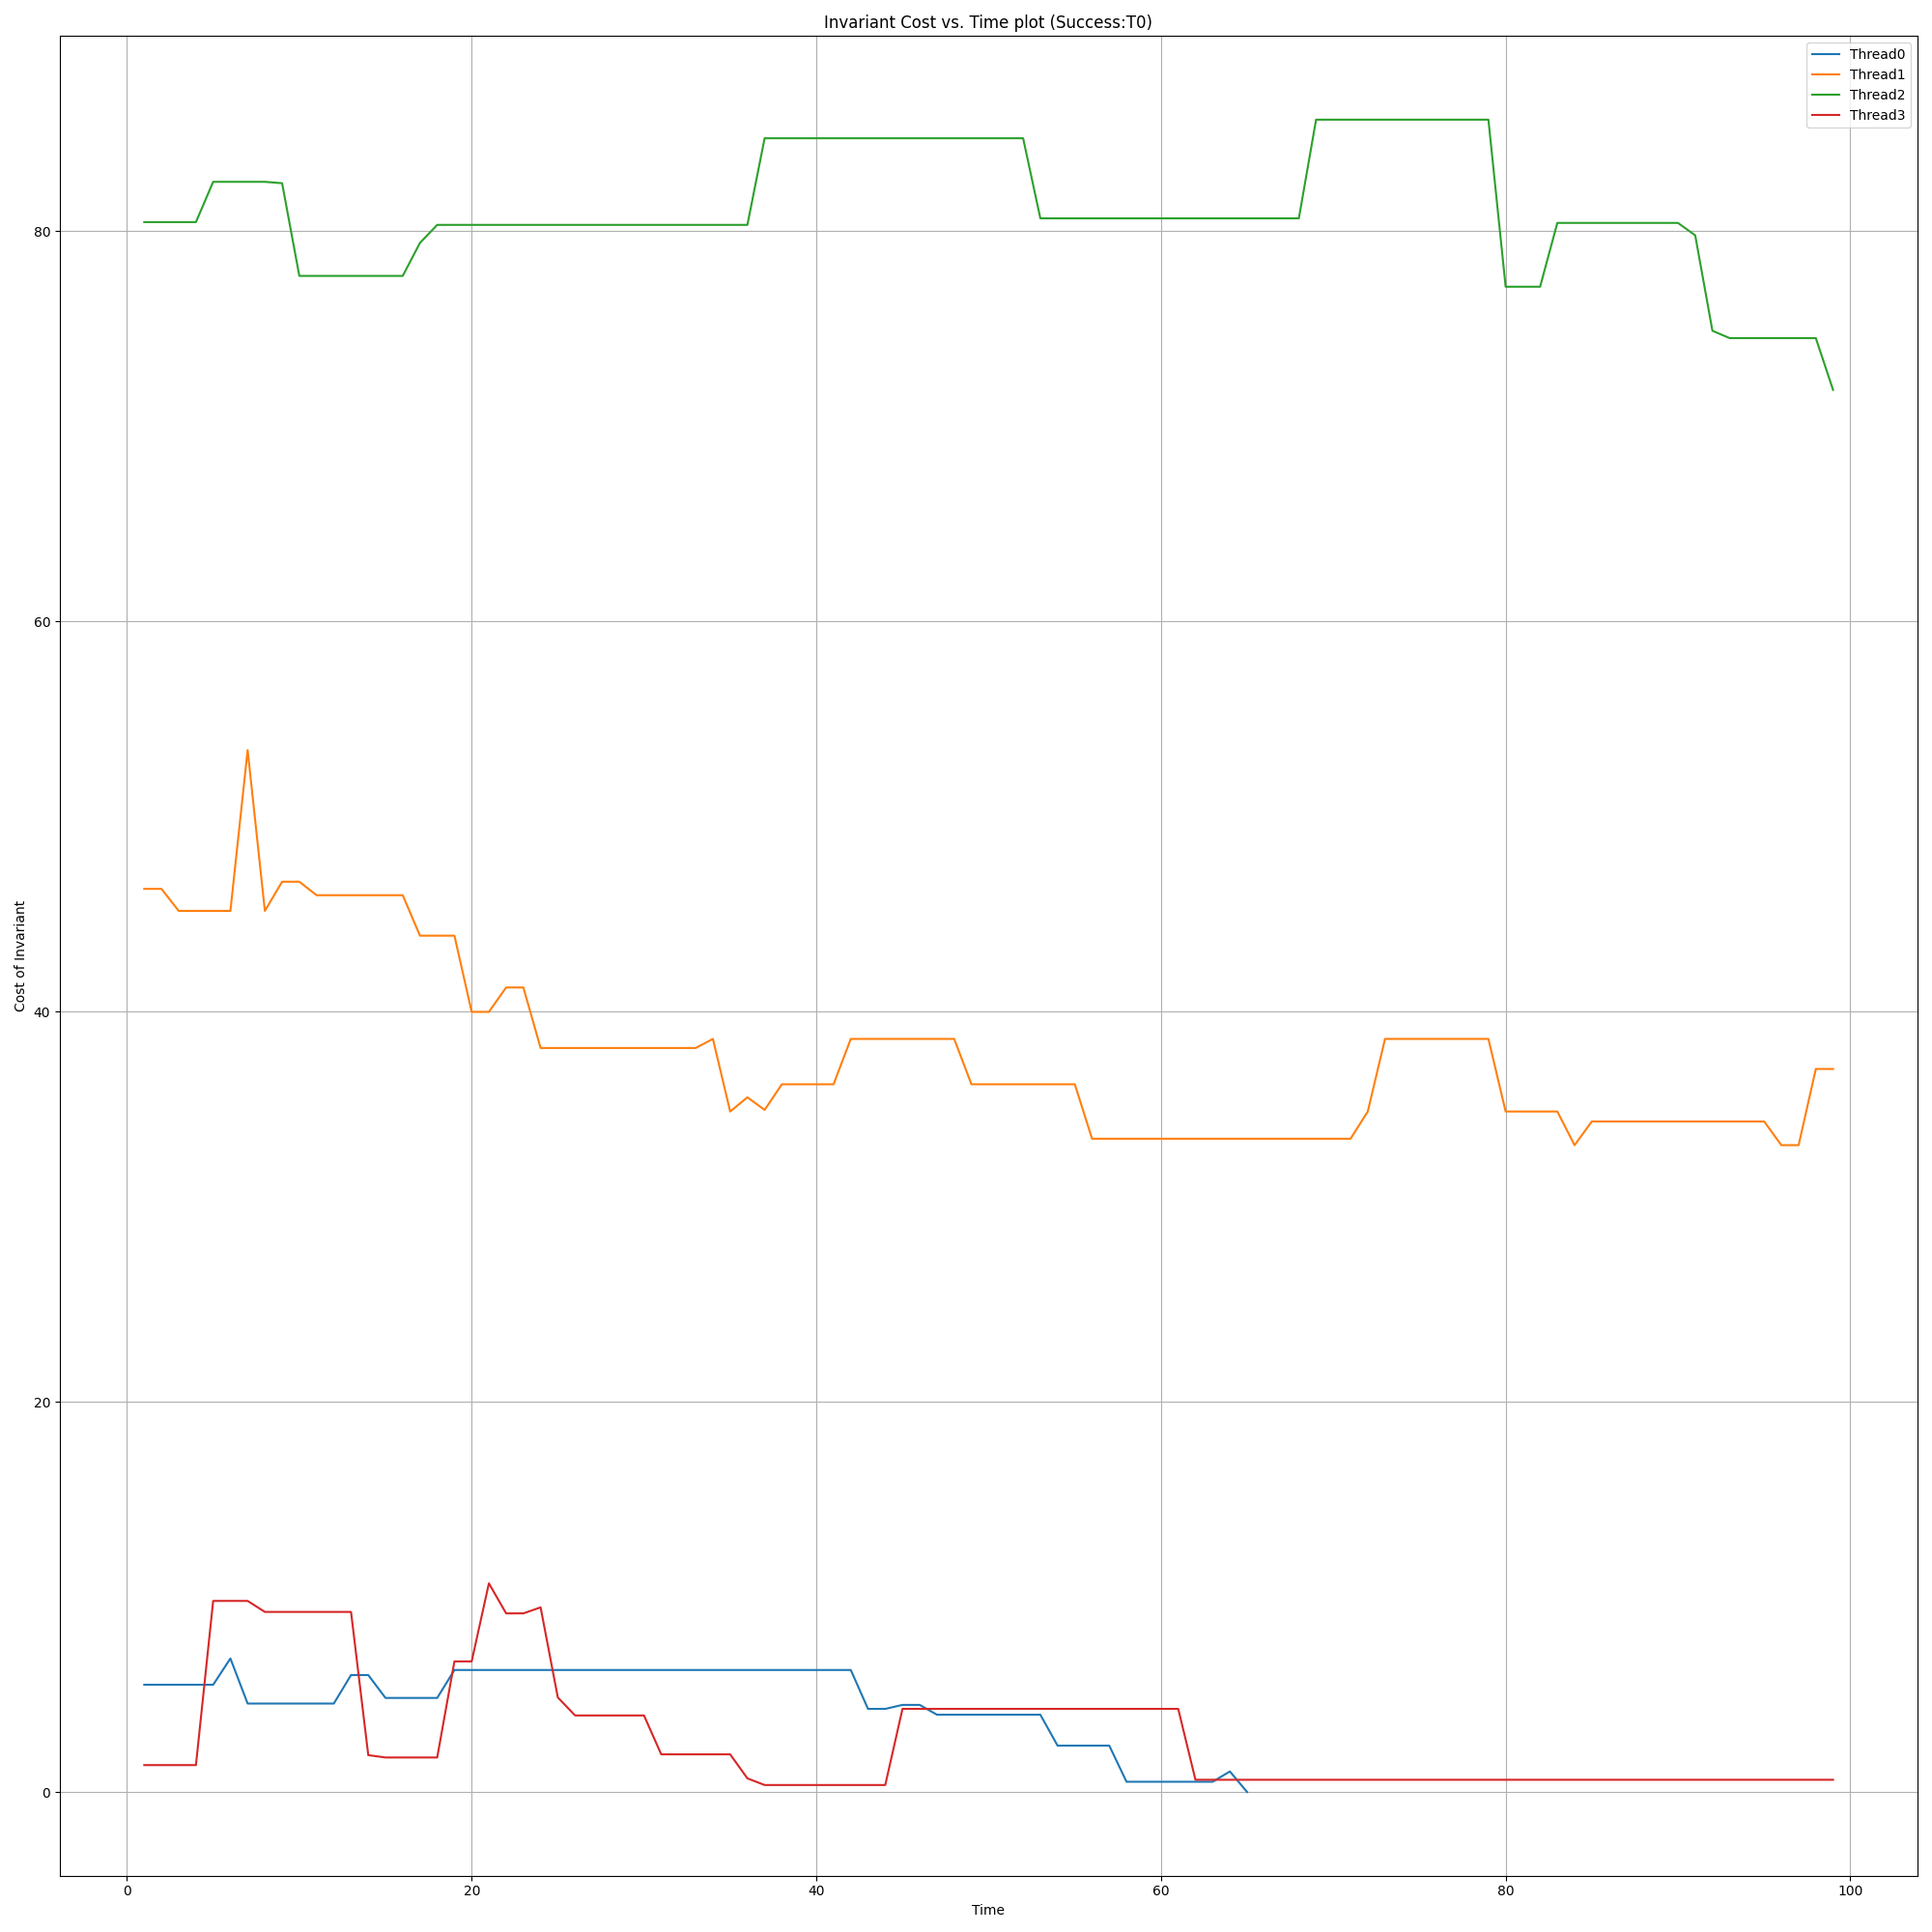 Invariant Cost vs. Time plot (Success:T0)
Thread0
Thread1
Thread2
Thread3
80
60
40
20
0
Cost of Invariant
0 20 40 60 80 100
Time